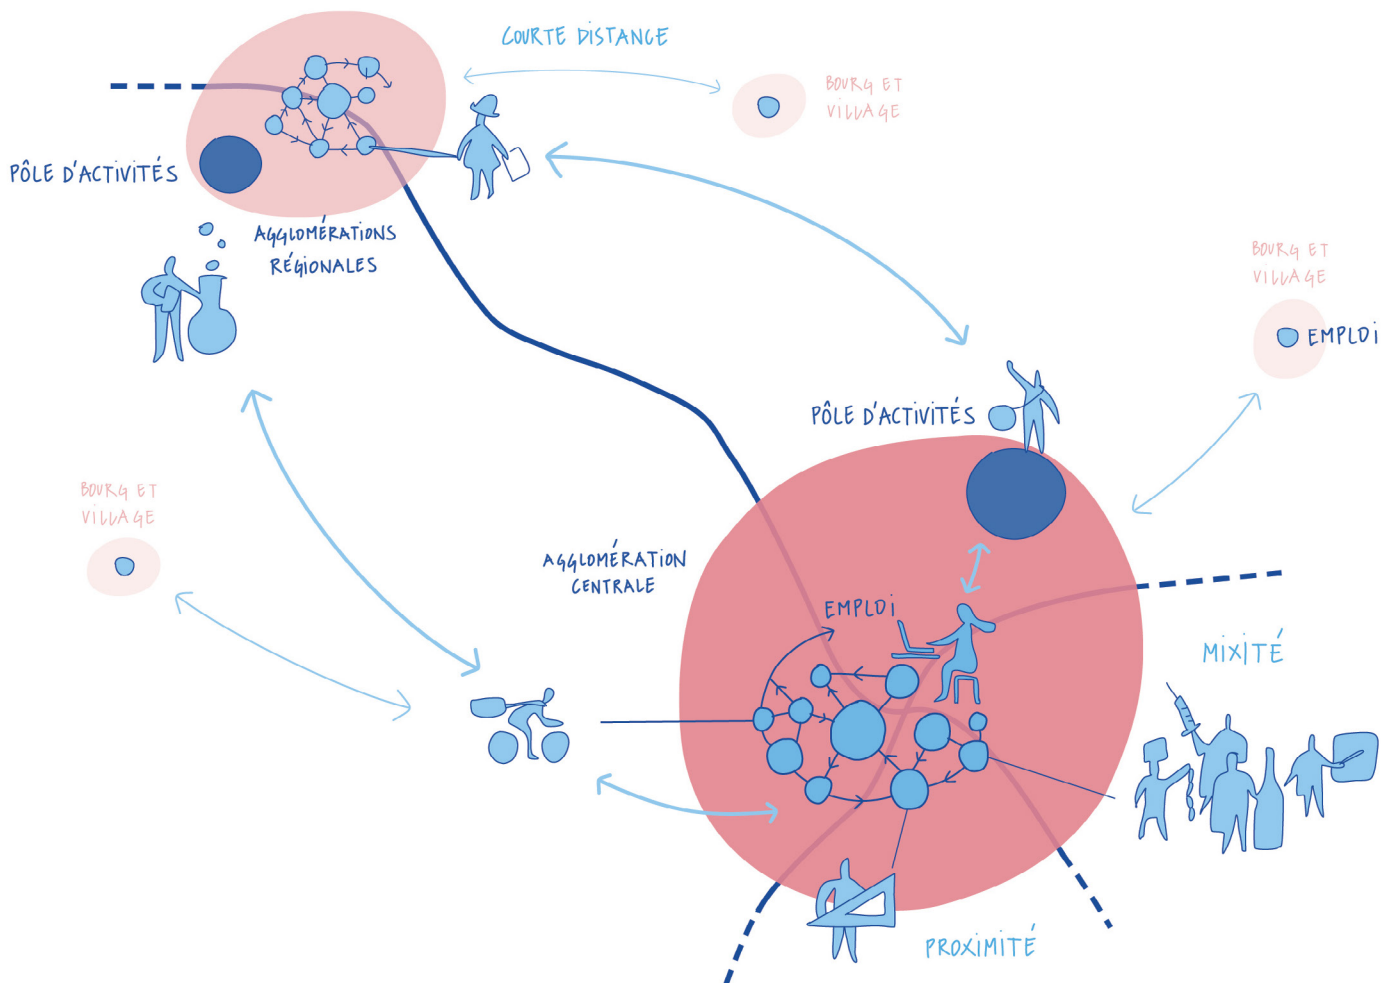 COURTE DISTANCE
BOURG ET
VILLAGE
PÔLE D'ACTIVITÉS
AGGLOMÉRATIONS
RÉGIONALES
BOURG ET
VILLAGE
EMPLOI
PÔLE D'ACTIVITÉS
BOURG ET
VILLAGE
AGGLOMÉRATION
CENTRALE
EMPLOI
MIXITÉ
PROXIMITÉ